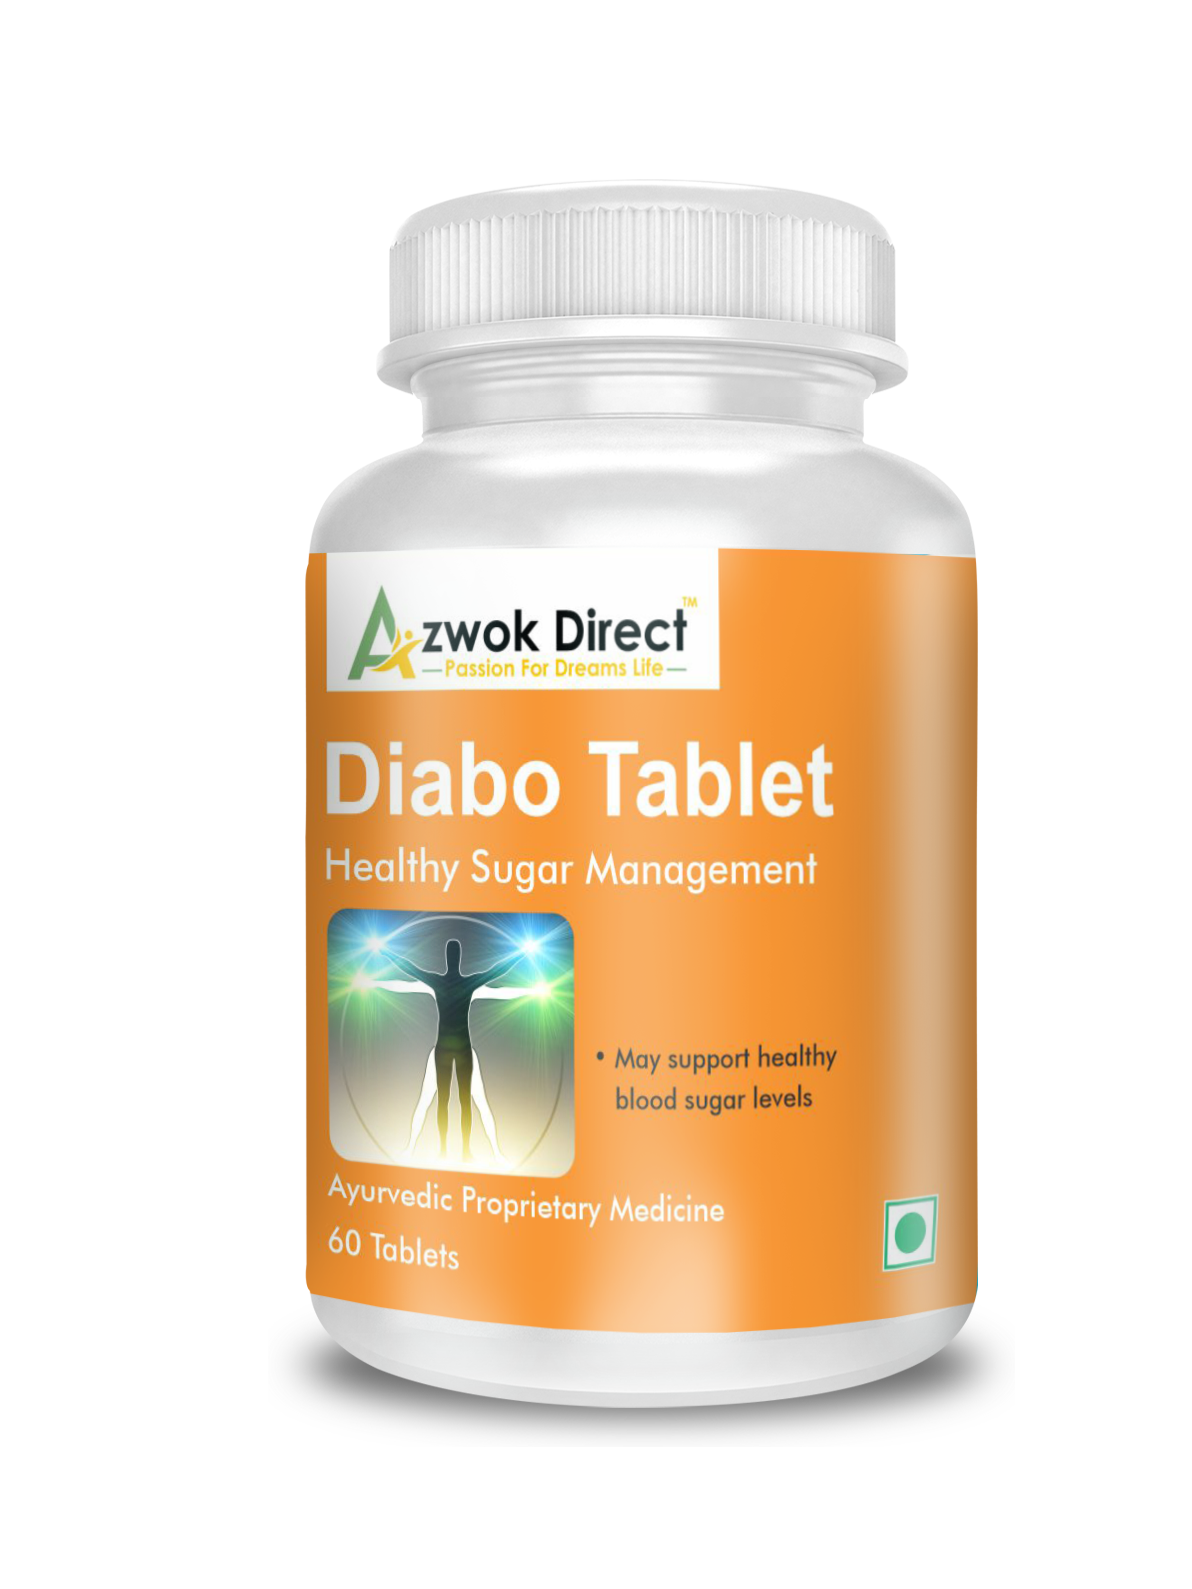 Azwok Direct™
Passion For Dreams Life
Diabo Tablet
Healthy Sugar Management
• May support healthy
blood sugar levels
Ayurvedic Proprietary Medicine
60 Tablets